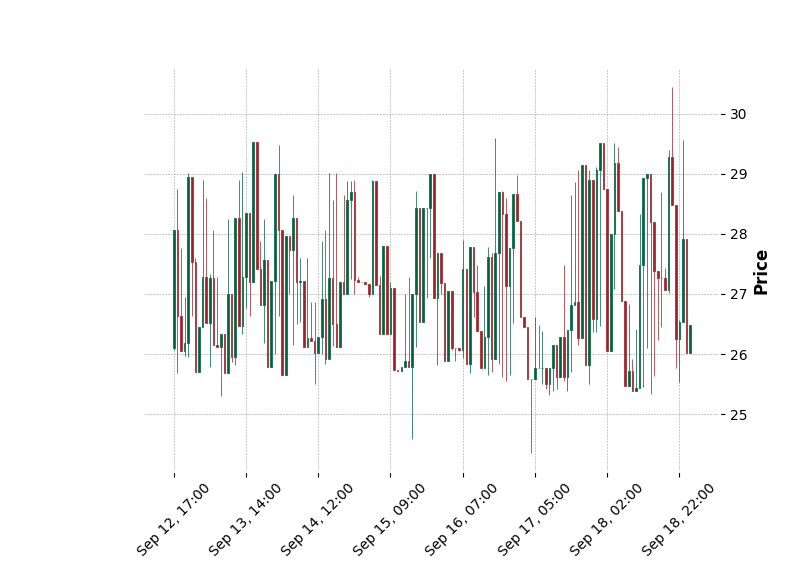 30
29
28
27
26
25
Price
Sep 12, 17:00
Sep 13, 14:00
Sep 14, 12:00
Sep 15, 09:00
Sep 16, 07:00
Sep 17, 05:00
Sep 18, 02:00
Sep 18, 22:00